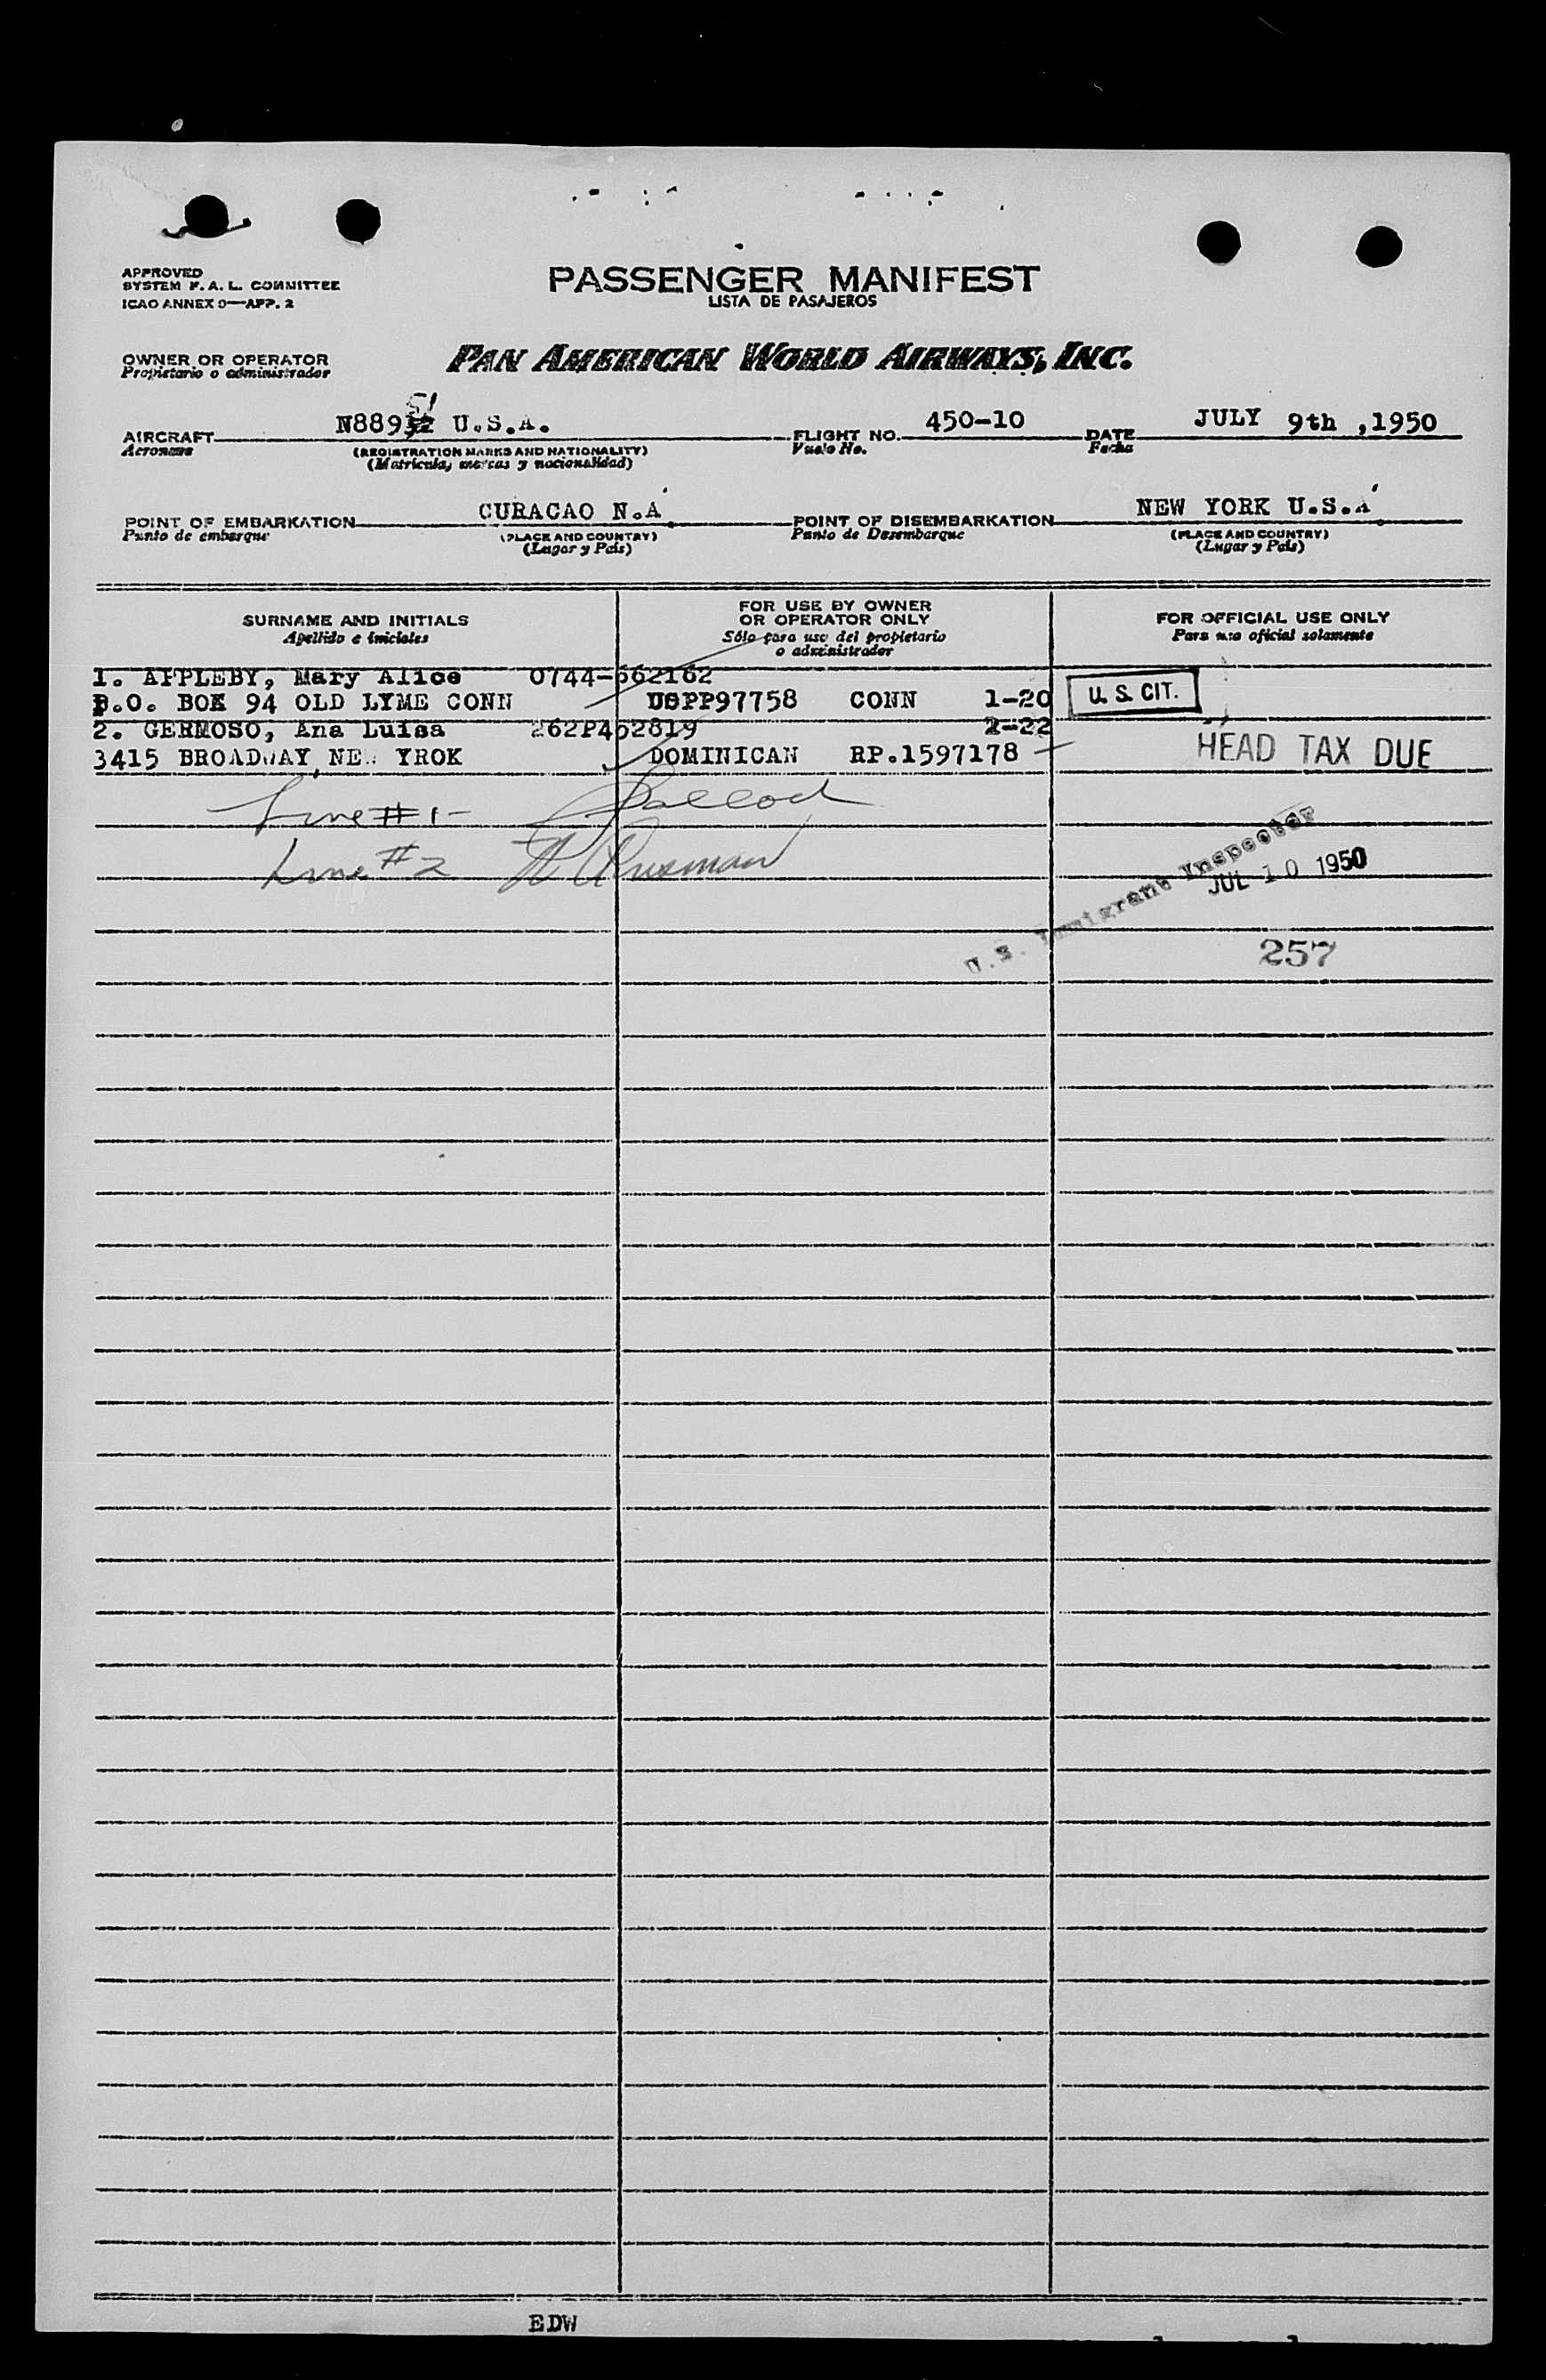 PASSENGER MANIFEST
LISTA DE PASAJEROS
APPROVED
SYSTEM F. A. L. COMMITTEE
ICAO ANNEX 9—APP. 2
OWNER OR OPERATOR
Propietario o administrador
PAN AMERICAN WORLD AIRWAYS, INC.
51
AIRCRAFT N88932 U.S.A. FLIGHT NO. 450-10 DATE JULY 9th ,1950
Aeronave (REGISTRATION MARKS AND NATIONALITY) Vuelo No. Fecha
(Matrícula, marcas y nacionalidad)
POINT OF EMBARKATION CURACAO N.A. POINT OF DISEMBARKATION NEW YORK U.S.A.
Punto de embarque (PLACE AND COUNTRY) Punto de Desembarque (PLACE AND COUNTRY)
(Lugar y País) (Lugar y País)
SURNAME AND INITIALS
Apellido e iniciales
FOR USE BY OWNER
OR OPERATOR ONLY
Sólo para uso del propietario
o administrador
FOR OFFICIAL USE ONLY
Para uso oficial solamente
1. APPLEBY, Mary Alice 0744-562162
P.O. BOX 94 OLD LYME CONN USPP97758 CONN 1-20 U. S. CIT.
2. GERMOSO, Ana Luisa 262P452819 2-22
3415 BROADWAY, NEW YROK DOMINICAN RP.1597178 HEAD TAX DUE
Line #1-
Line #2
U.S. Immigrant Inspector
JUL 10 1950
257
EDW